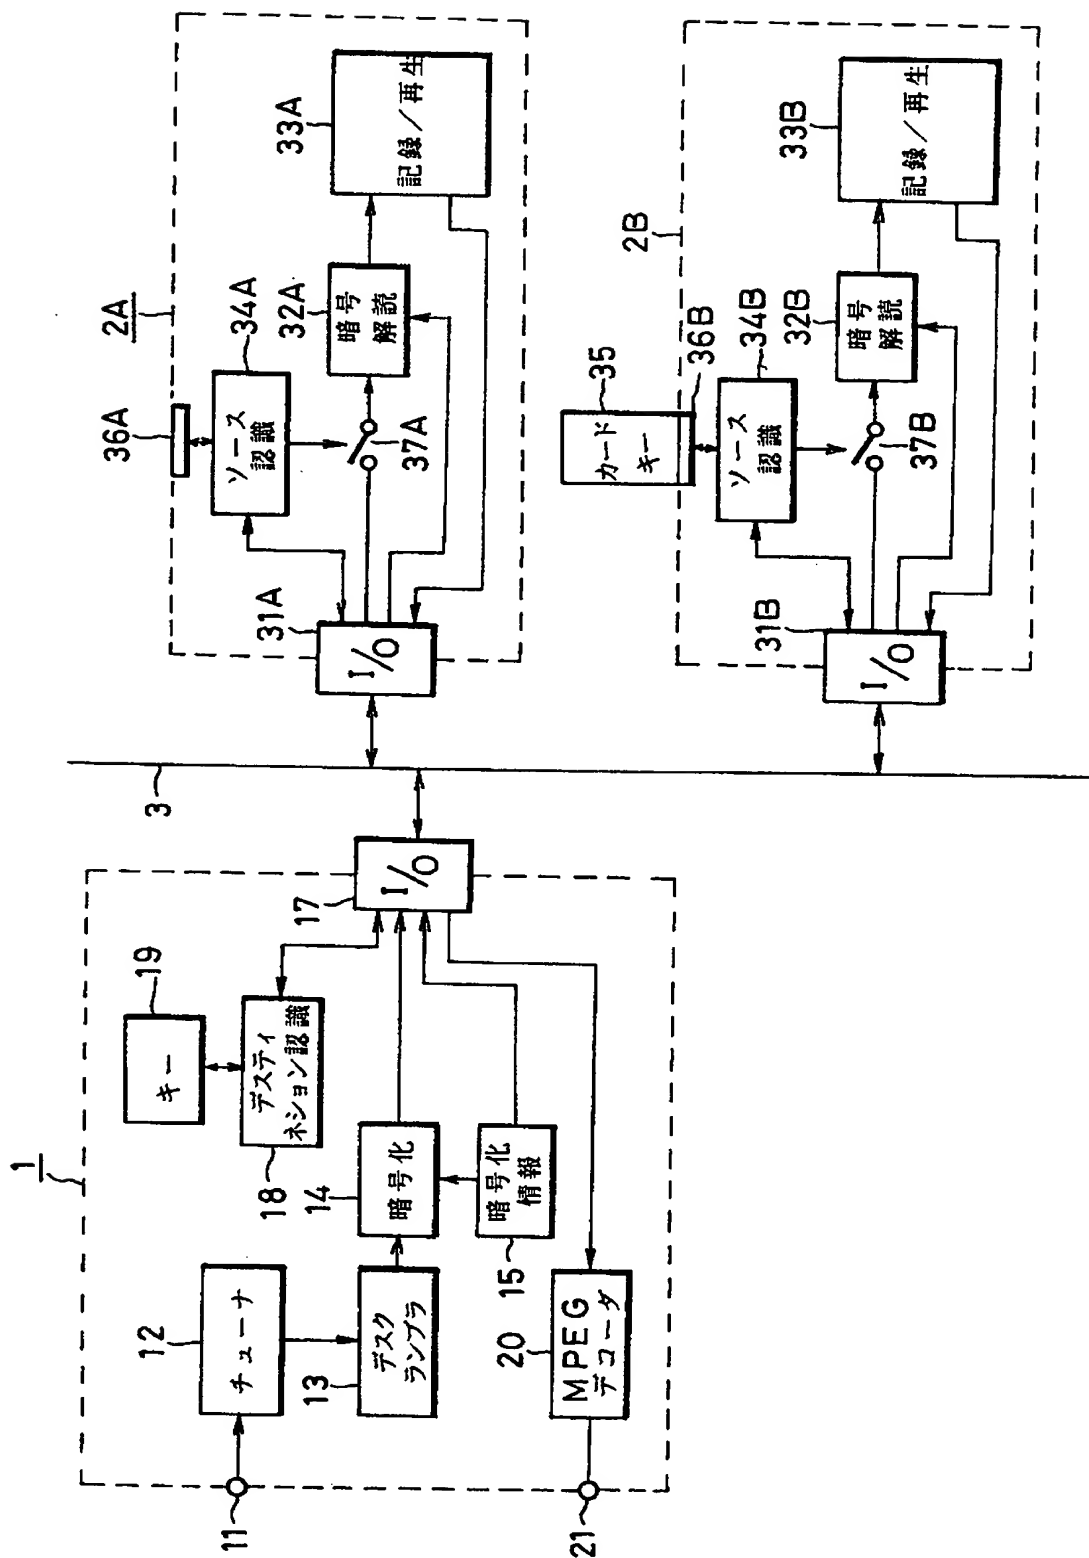 1
11
12
チューナ
13
デスク
ランブラ
14
暗号化
15
暗号化
情報
17
I/O
18
デスティ
ネション認識
19
キー
20
MPEG
デコーダ
21
3
2A
31A
I/O
32A
暗号
解読
33A
記録/再生
34A
ソース
認識
36A
37A
2B
31B
I/O
32B
暗号
解読
33B
記録/再生
34B
ソース
認識
35
カード
キー
36B
37B